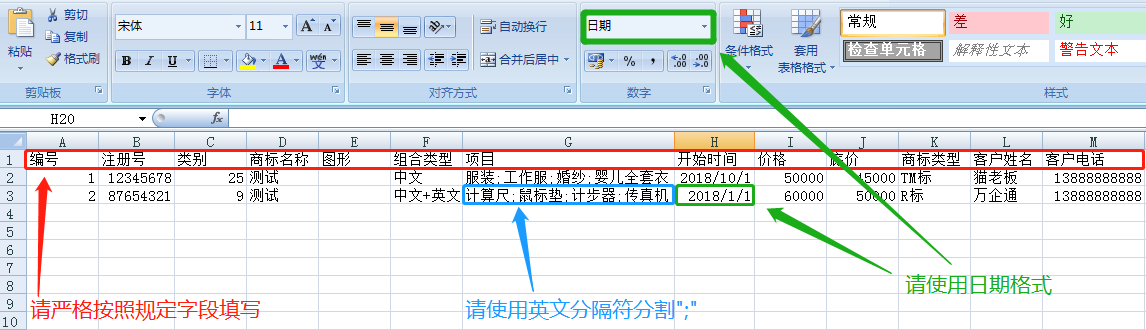 剪切
复制
粘贴
格式刷
剪贴板
宋体
11
A A
B I U
A
wén 文
字体
自动换行
合并后居中
对齐方式
日期
% ,
.0 .00
.00 .0
数字
条件格式
套用
表格格式
常规
差
好
检查单元格
解释性文本
警告文本
样式
H20
fx
A B C D E F G H I J K L M
1 编号 注册号 类别 商标名称 图形 组合类型 项目 开始时间 价格 底价 商标类型 客户姓名 客户电话
2 1 12345678 25 测试 中文 服装;工作服;婚纱;婴儿全套衣 2018/10/1 50000 45000 TM标 猫老板 13888888888
3 2 87654321 9 测试 中文+英文 计算尺;鼠标垫;计步器;传真机 2018/1/1 60000 50000 R标 万企通 13888888888
4
5
6
7
8
9
10
请使用日期格式
请严格按照规定字段填写
请使用英文分隔符分割";"